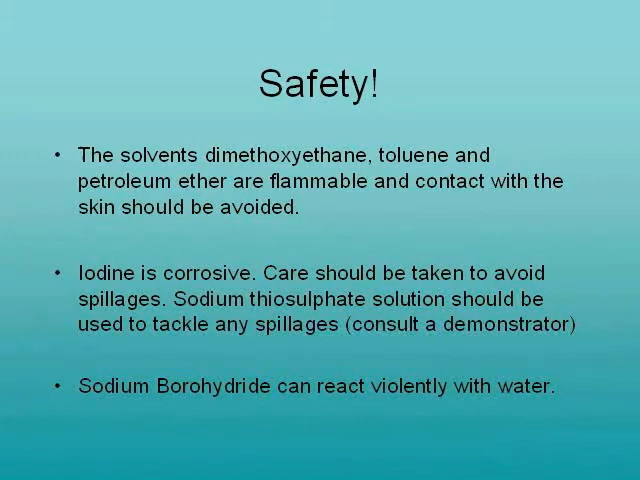 Safety!
• The solvents dimethoxyethane, toluene and
petroleum ether are flammable and contact with the
skin should be avoided.
• Iodine is corrosive. Care should be taken to avoid
spillages. Sodium thiosulphate solution should be
used to tackle any spillages (consult a demonstrator)
• Sodium Borohydride can react violently with water.